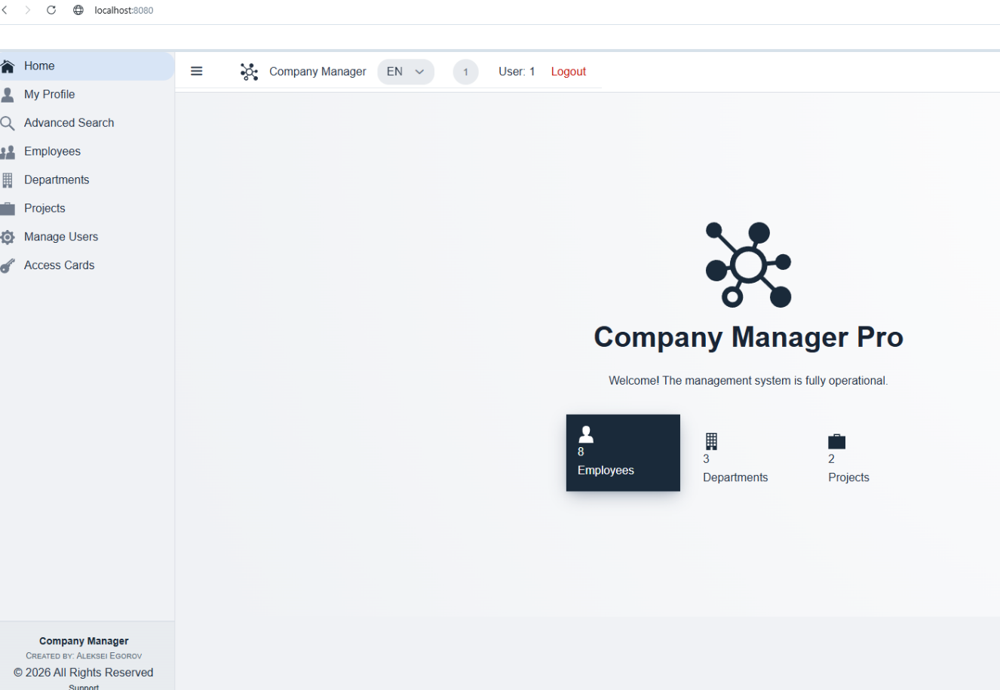 localhost:8080
Home
My Profile
Advanced Search
Employees
Departments
Projects
Manage Users
Access Cards
Company Manager
EN
1
User: 1
Logout
Company Manager Pro
Welcome! The management system is fully operational.
8
Employees
3
Departments
2
Projects
Company Manager
CREATED BY: ALEKSEI EGOROV
© 2026 All Rights Reserved
Support